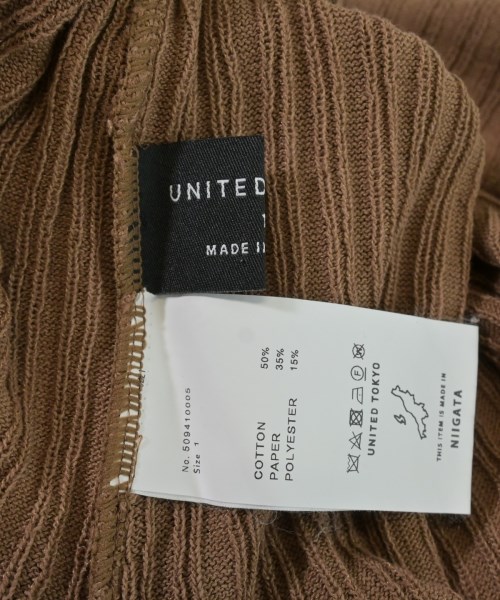 UNITED
MADE IN
No. 509410005
Size 1
COTTON 50%
PAPER 35%
POLYESTER 15%
UNITED TOKYO
THIS ITEM IS MADE IN
NIIGATA